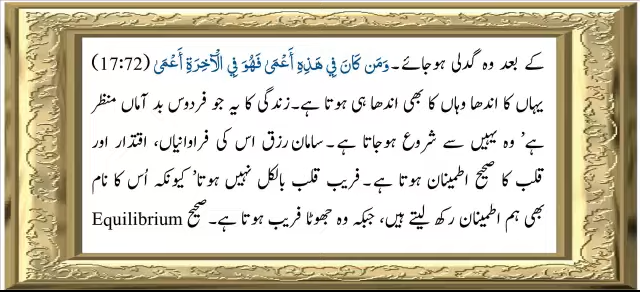 کے بعد وہ گدلی ہوجائے۔ وَمَن كَانَ فِي هَٰذِهِ أَعْمَىٰ فَهُوَ فِي الْآخِرَةِ أَعْمَىٰ (17:72)
یہاں کا اندھا وہاں کا بھی اندھا ہی ہوتا ہے۔زندگی کا یہ جو فردوس بد آماں منظر
ہے’ وہ یہیں سے شروع ہوجاتا ہے۔سامان رزق اس کی فراوانیاں، اقتدار اور
قلب کا صحیح اطمینان ہوتا ہے۔فریب قلب بالکل نہیں ہوتا’ کیونکہ اُس کا نام
بھی ہم اطمینان رکھ لیتے ہیں، جبکہ وہ جھوٹا فریب ہوتا ہے۔ صحیح Equilibrium